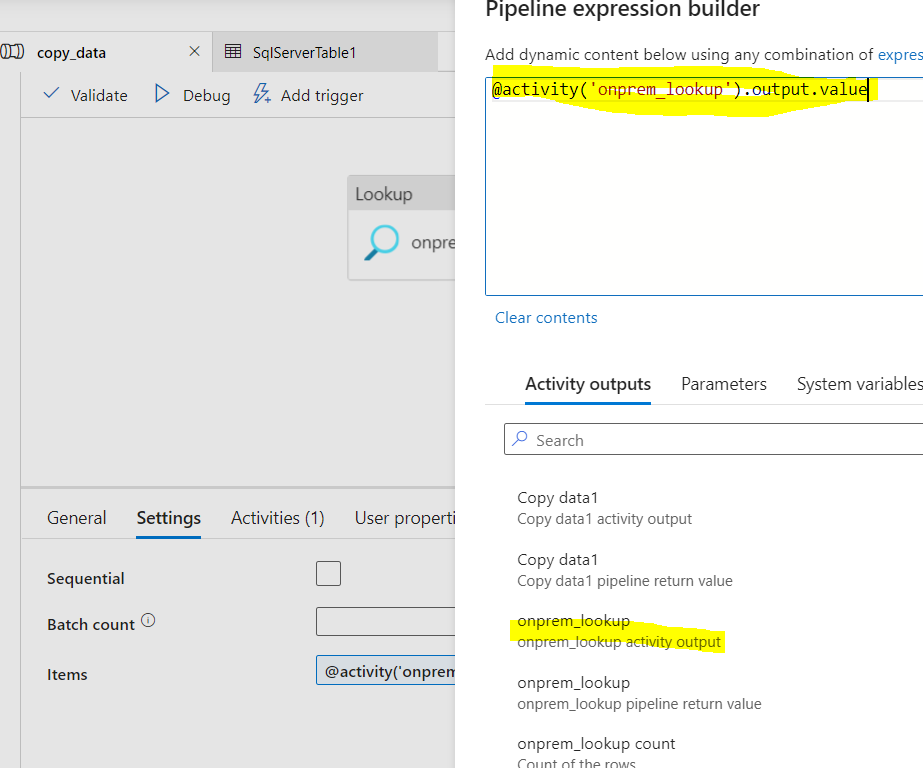 Pipeline expression builder
copy_data
SqlServerTable1
Add dynamic content below using any combination of expres
@activity('onprem_lookup').output.value
Validate
Debug
Add trigger
Lookup
onpre
Clear contents
Activity outputs
Parameters
System variables
Search
Copy data1
Copy data1 activity output
Copy data1
Copy data1 pipeline return value
onprem_lookup
onprem_lookup activity output
onprem_lookup
onprem_lookup pipeline return value
onprem_lookup count
Count of the rows
General
Settings
Activities (1)
User properti
Sequential
Batch count
Items
@activity('onprem